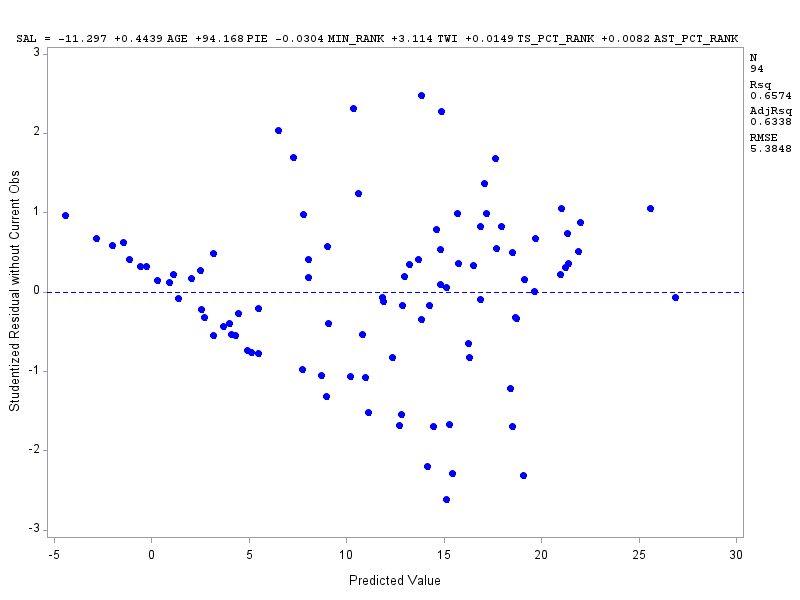 SAL = -11.297 +0.4439 AGE +94.168 PIE -0.0304 MIN_RANK +3.114 TWI +0.0149 TS_PCT_RANK +0.0082 AST_PCT_RANK
N
94
Rsq
0.6574
AdjRsq
0.6338
RMSE
5.3848
3
2
1
0
-1
-2
-3
Studentized Residual without Current Obs
-5 0 5 10 15 20 25 30
Predicted Value